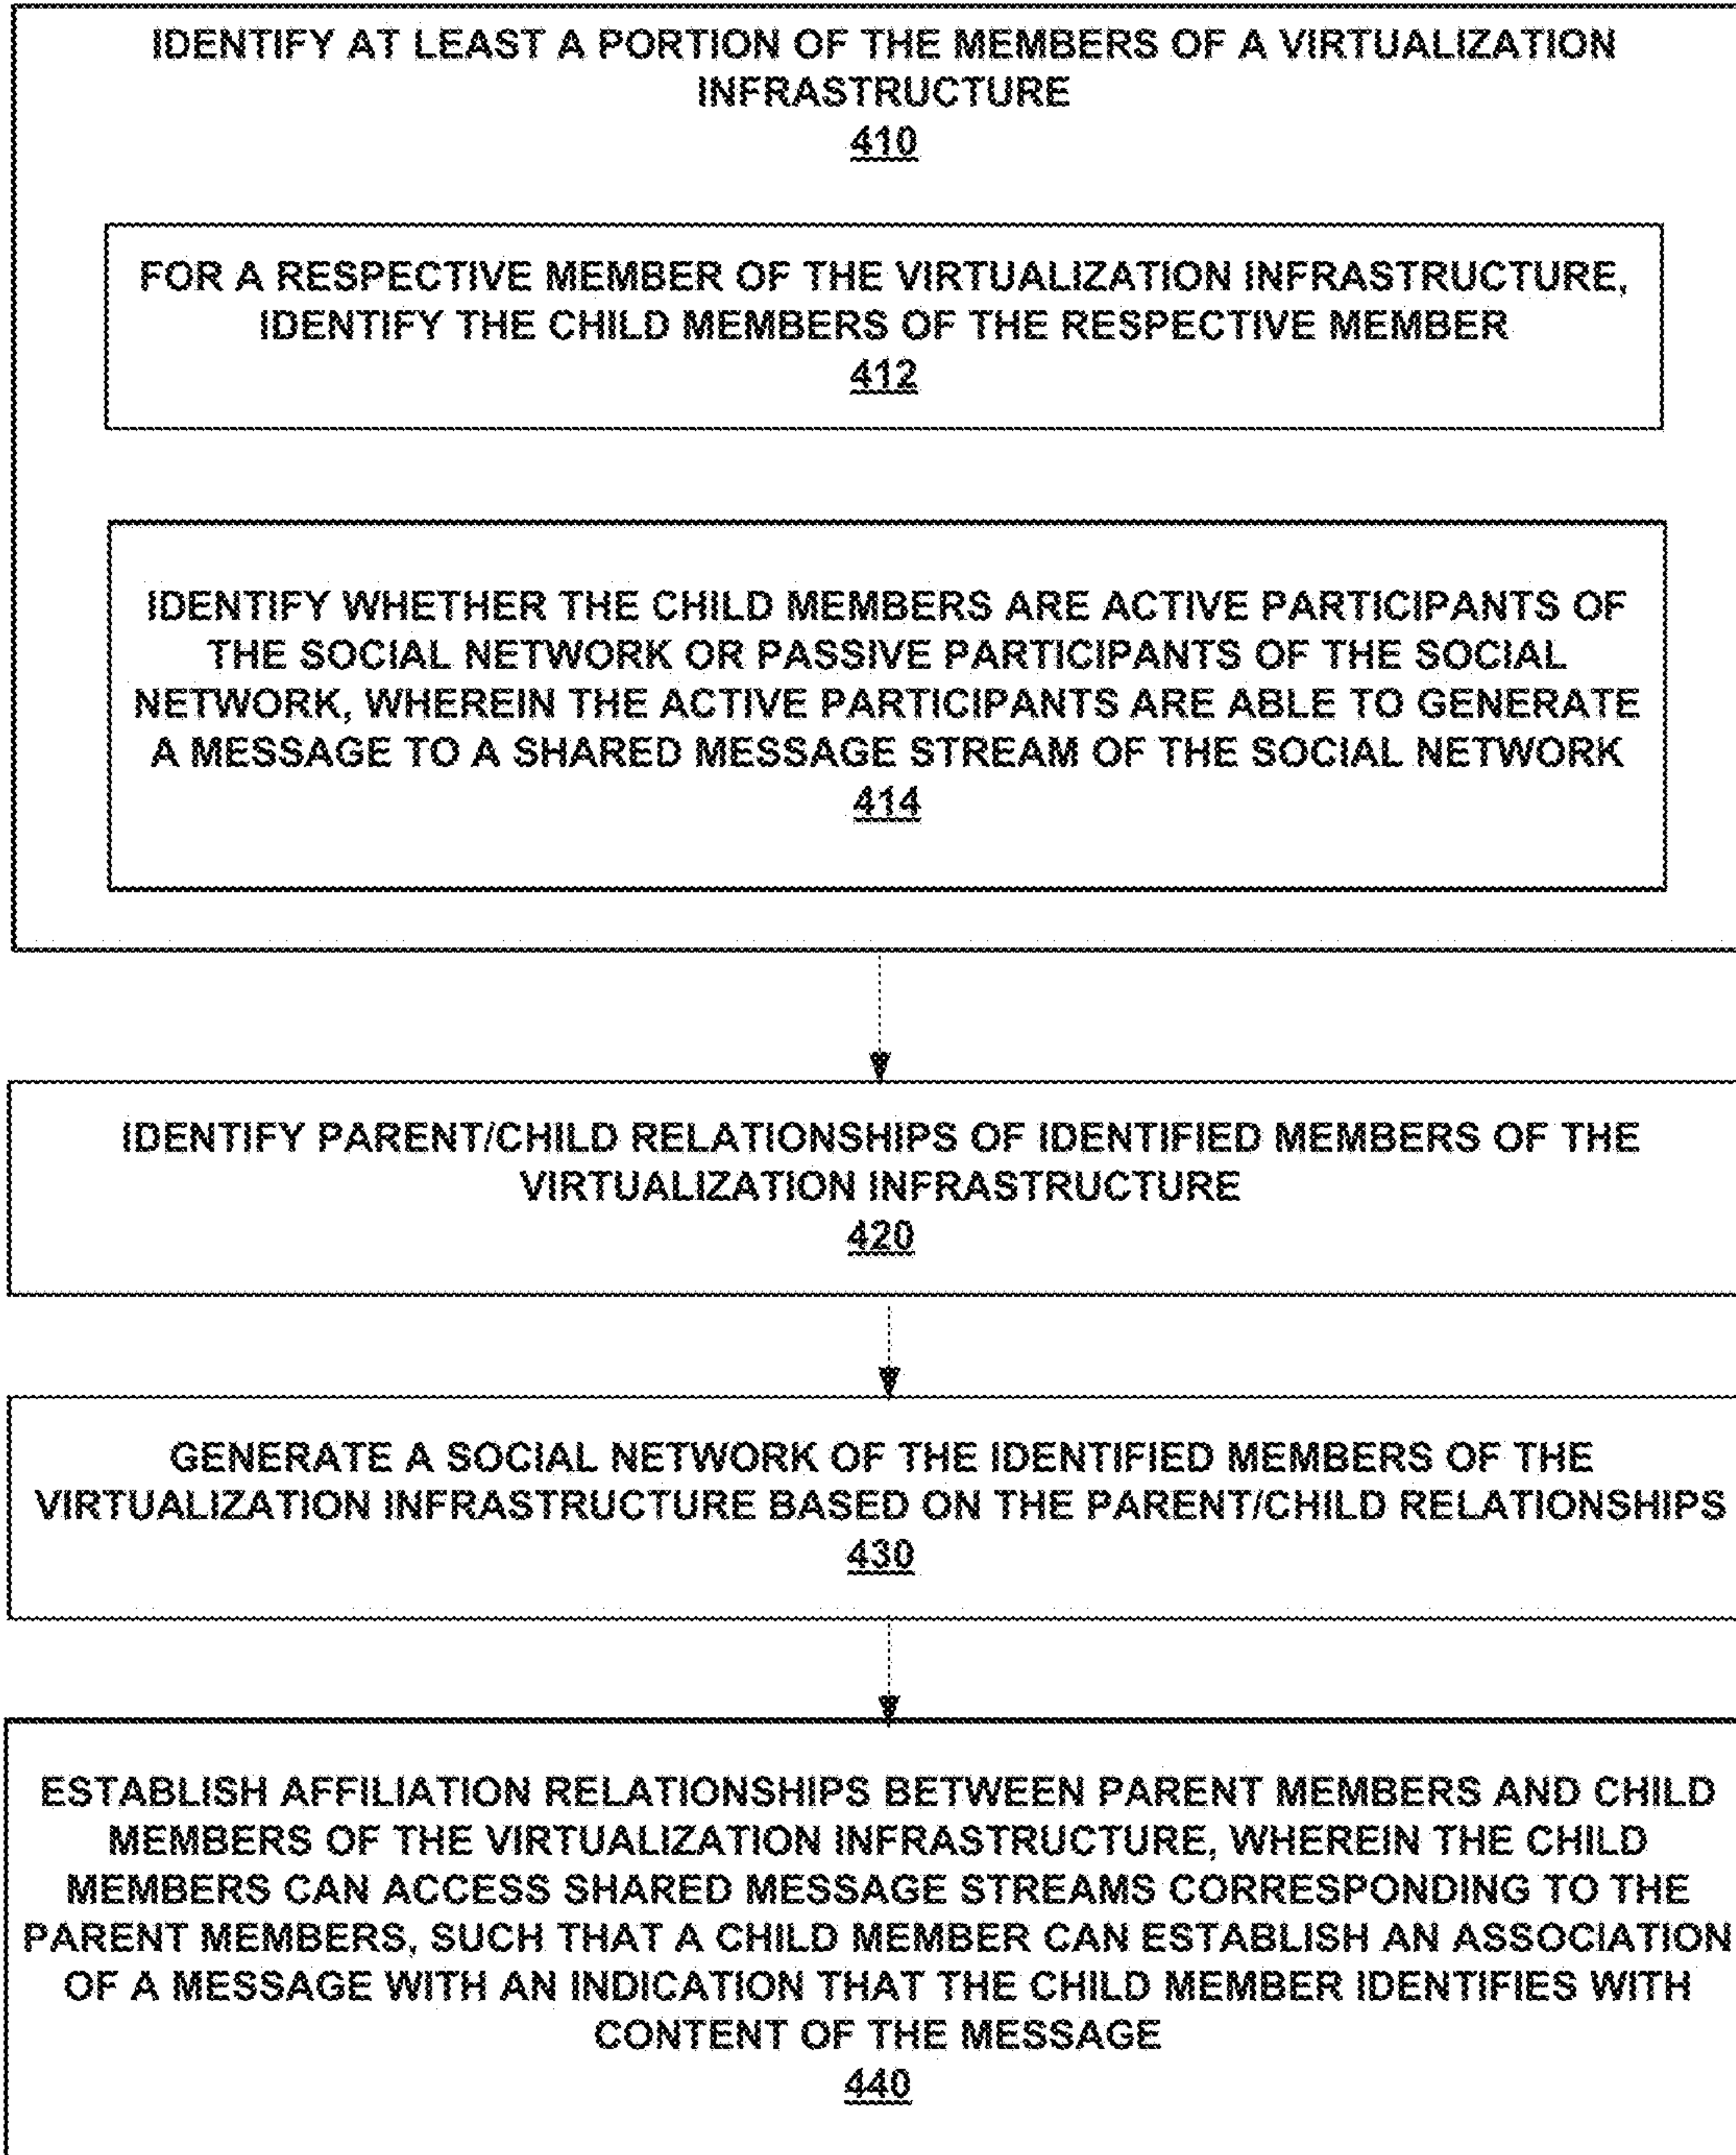 IDENTIFY AT LEAST A PORTION OF THE MEMBERS OF A VIRTUALIZATION
INFRASTRUCTURE
410
FOR A RESPECTIVE MEMBER OF THE VIRTUALIZATION INFRASTRUCTURE,
IDENTIFY THE CHILD MEMBERS OF THE RESPECTIVE MEMBER
412
IDENTIFY WHETHER THE CHILD MEMBERS ARE ACTIVE PARTICIPANTS OF
THE SOCIAL NETWORK OR PASSIVE PARTICIPANTS OF THE SOCIAL
NETWORK, WHEREIN THE ACTIVE PARTICIPANTS ARE ABLE TO GENERATE
A MESSAGE TO A SHARED MESSAGE STREAM OF THE SOCIAL NETWORK
414
IDENTIFY PARENT/CHILD RELATIONSHIPS OF IDENTIFIED MEMBERS OF THE
VIRTUALIZATION INFRASTRUCTURE
420
GENERATE A SOCIAL NETWORK OF THE IDENTIFIED MEMBERS OF THE
VIRTUALIZATION INFRASTRUCTURE BASED ON THE PARENT/CHILD RELATIONSHIPS
430
ESTABLISH AFFILIATION RELATIONSHIPS BETWEEN PARENT MEMBERS AND CHILD
MEMBERS OF THE VIRTUALIZATION INFRASTRUCTURE, WHEREIN THE CHILD
MEMBERS CAN ACCESS SHARED MESSAGE STREAMS CORRESPONDING TO THE
PARENT MEMBERS, SUCH THAT A CHILD MEMBER CAN ESTABLISH AN ASSOCIATION
OF A MESSAGE WITH AN INDICATION THAT THE CHILD MEMBER IDENTIFIES WITH
CONTENT OF THE MESSAGE
440